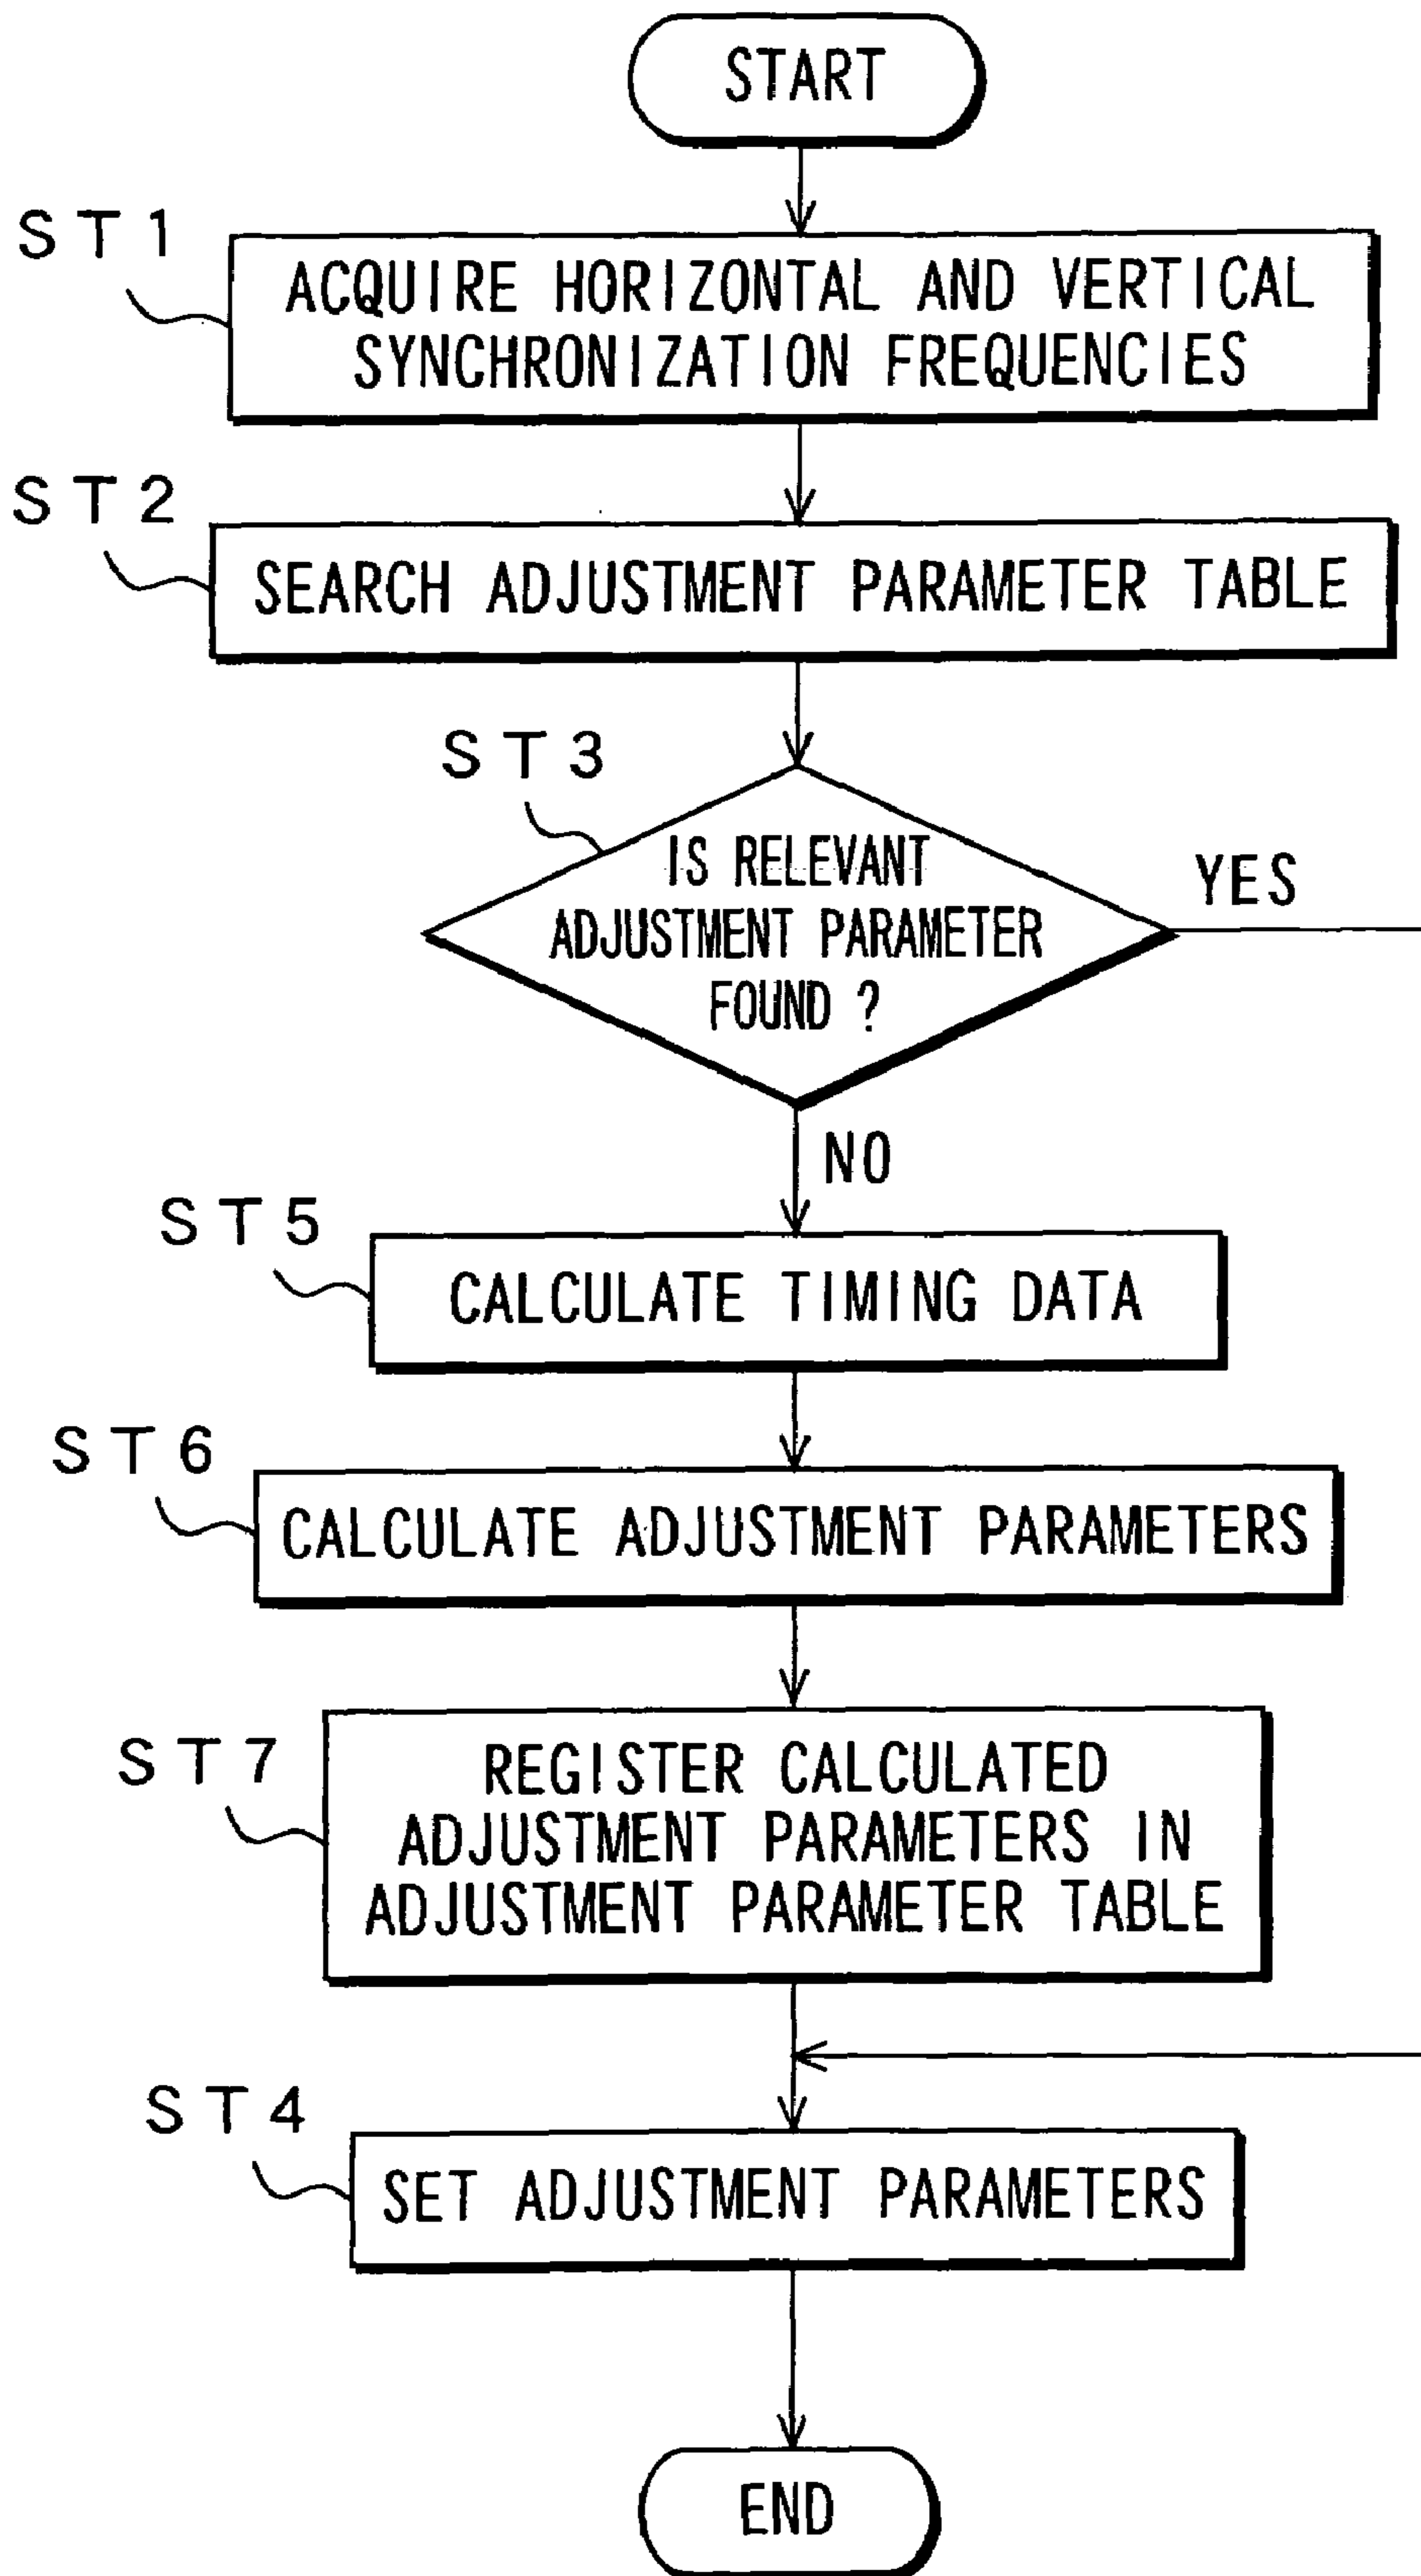 START
ST1
ACQUIRE HORIZONTAL AND VERTICAL
SYNCHRONIZATION FREQUENCIES
ST2
SEARCH ADJUSTMENT PARAMETER TABLE
ST3
IS RELEVANT
ADJUSTMENT PARAMETER
FOUND ?
YES
NO
ST5
CALCULATE TIMING DATA
ST6
CALCULATE ADJUSTMENT PARAMETERS
ST7
REGISTER CALCULATED
ADJUSTMENT PARAMETERS IN
ADJUSTMENT PARAMETER TABLE
ST4
SET ADJUSTMENT PARAMETERS
END